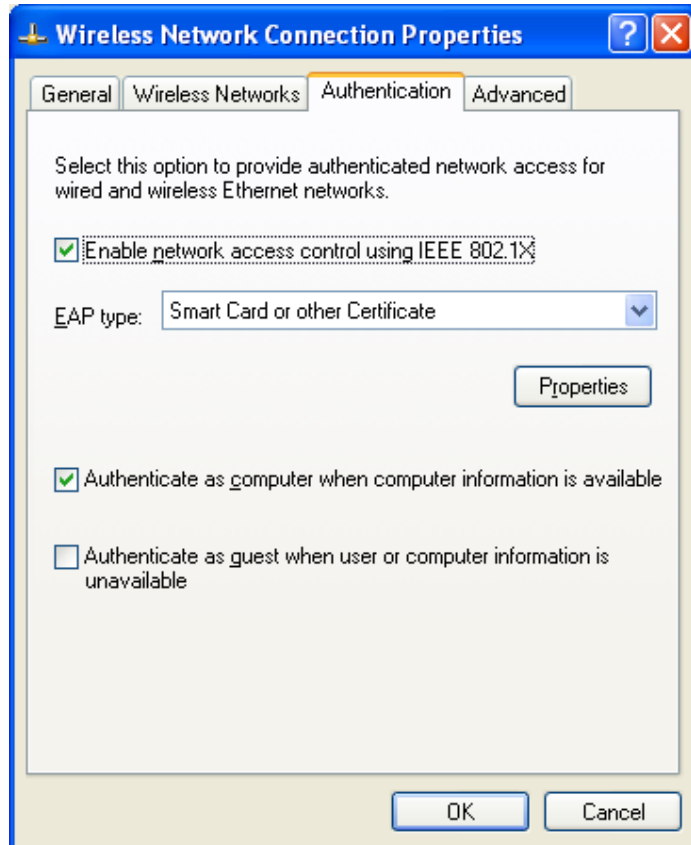 Wireless Network Connection Properties
?
General
Wireless Networks
Authentication
Advanced
Select this option to provide authenticated network access for
wired and wireless Ethernet networks.
Enable network access control using IEEE 802.1X
EAP type:
Smart Card or other Certificate
Properties
Authenticate as computer when computer information is available
Authenticate as guest when user or computer information is
unavailable
OK
Cancel